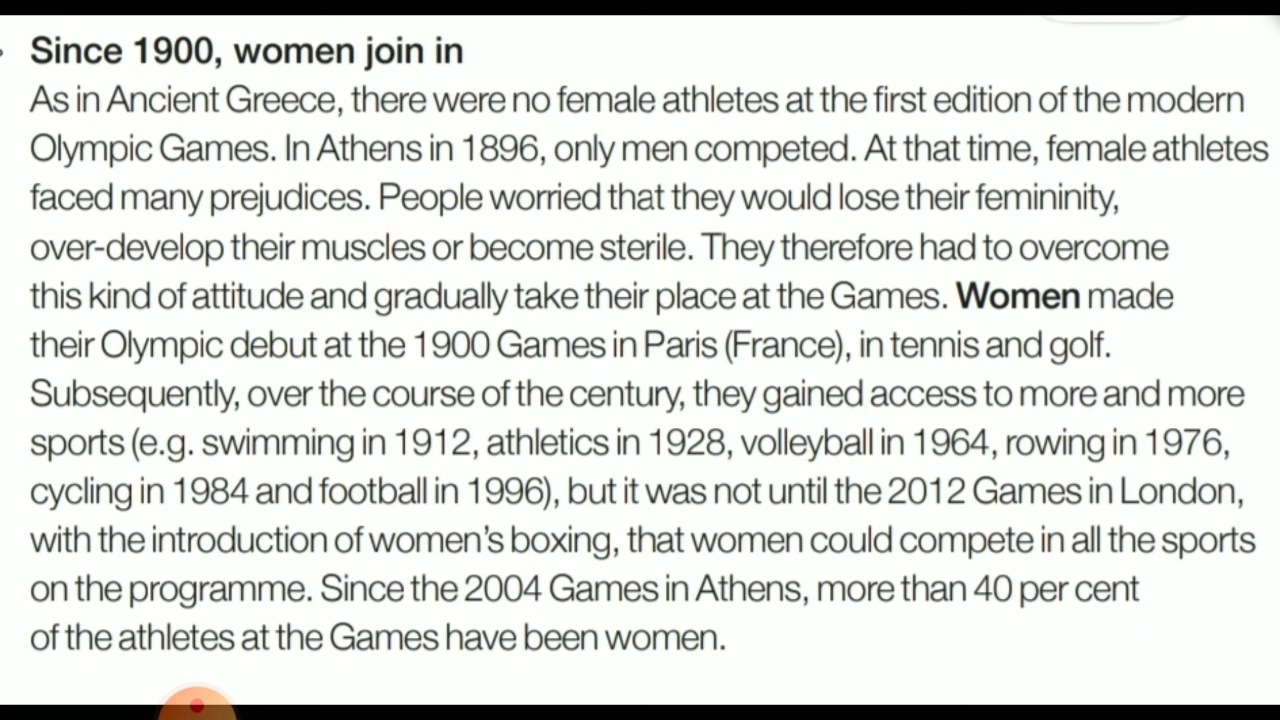 Since 1900, women join in
As in Ancient Greece, there were no female athletes at the first edition of the modern
Olympic Games. In Athens in 1896, only men competed. At that time, female athletes
faced many prejudices. People worried that they would lose their femininity,
over-develop their muscles or become sterile. They therefore had to overcome
this kind of attitude and gradually take their place at the Games. Women made
their Olympic debut at the 1900 Games in Paris (France), in tennis and golf.
Subsequently, over the course of the century, they gained access to more and more
sports (e.g. swimming in 1912, athletics in 1928, volleyball in 1964, rowing in 1976,
cycling in 1984 and football in 1996), but it was not until the 2012 Games in London,
with the introduction of women’s boxing, that women could compete in all the sports
on the programme. Since the 2004 Games in Athens, more than 40 per cent
of the athletes at the Games have been women.